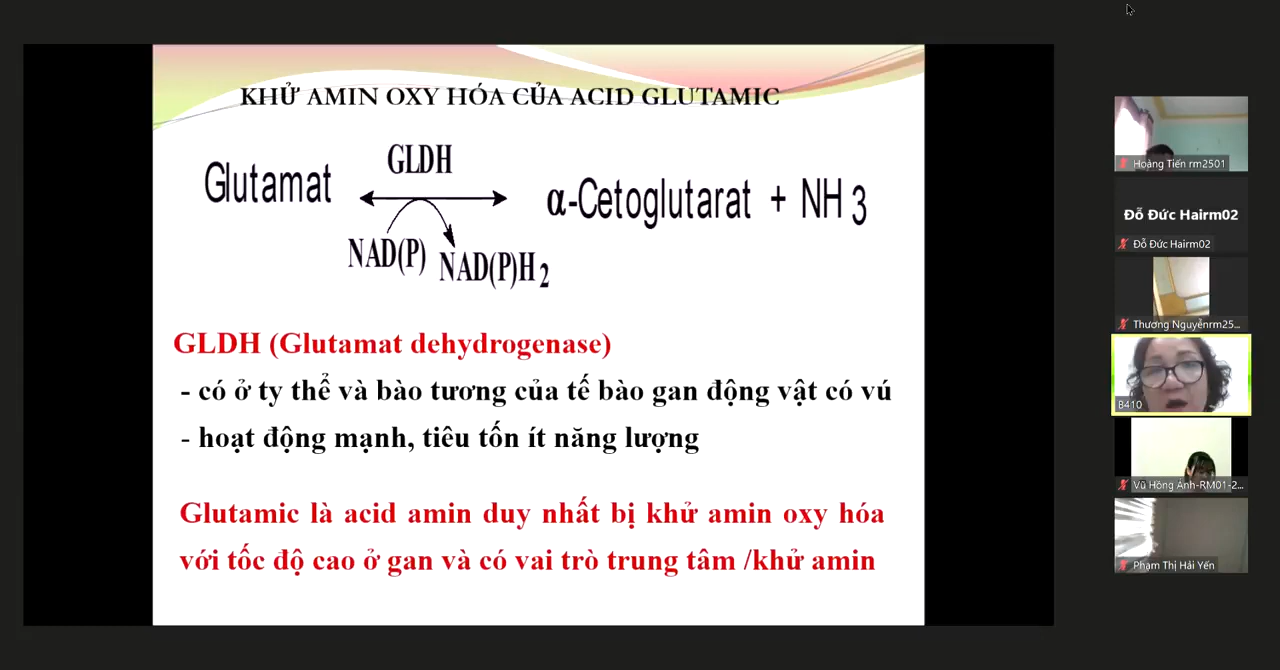 KHỬ AMIN OXY HÓA CỦA ACID GLUTAMIC
GLDH
Glutamat
α-Cetoglutarat + NH3
NAD(P) NAD(P)H2
GLDH (Glutamat dehydrogenase)
- có ở ty thể và bào tương của tế bào gan động vật có vú
- hoạt động mạnh, tiêu tốn ít năng lượng
Glutamic là acid amin duy nhất bị khử amin oxy hóa
với tốc độ cao ở gan và có vai trò trung tâm /khử amin
Hoàng Tiến rm2501
Đỗ Đức Hairm02
Đỗ Đức Hairm02
Thương Nguyễnrm25...
B410
Vũ Hồng Ánh-RM01-2...
Phạm Thị Hải Yến